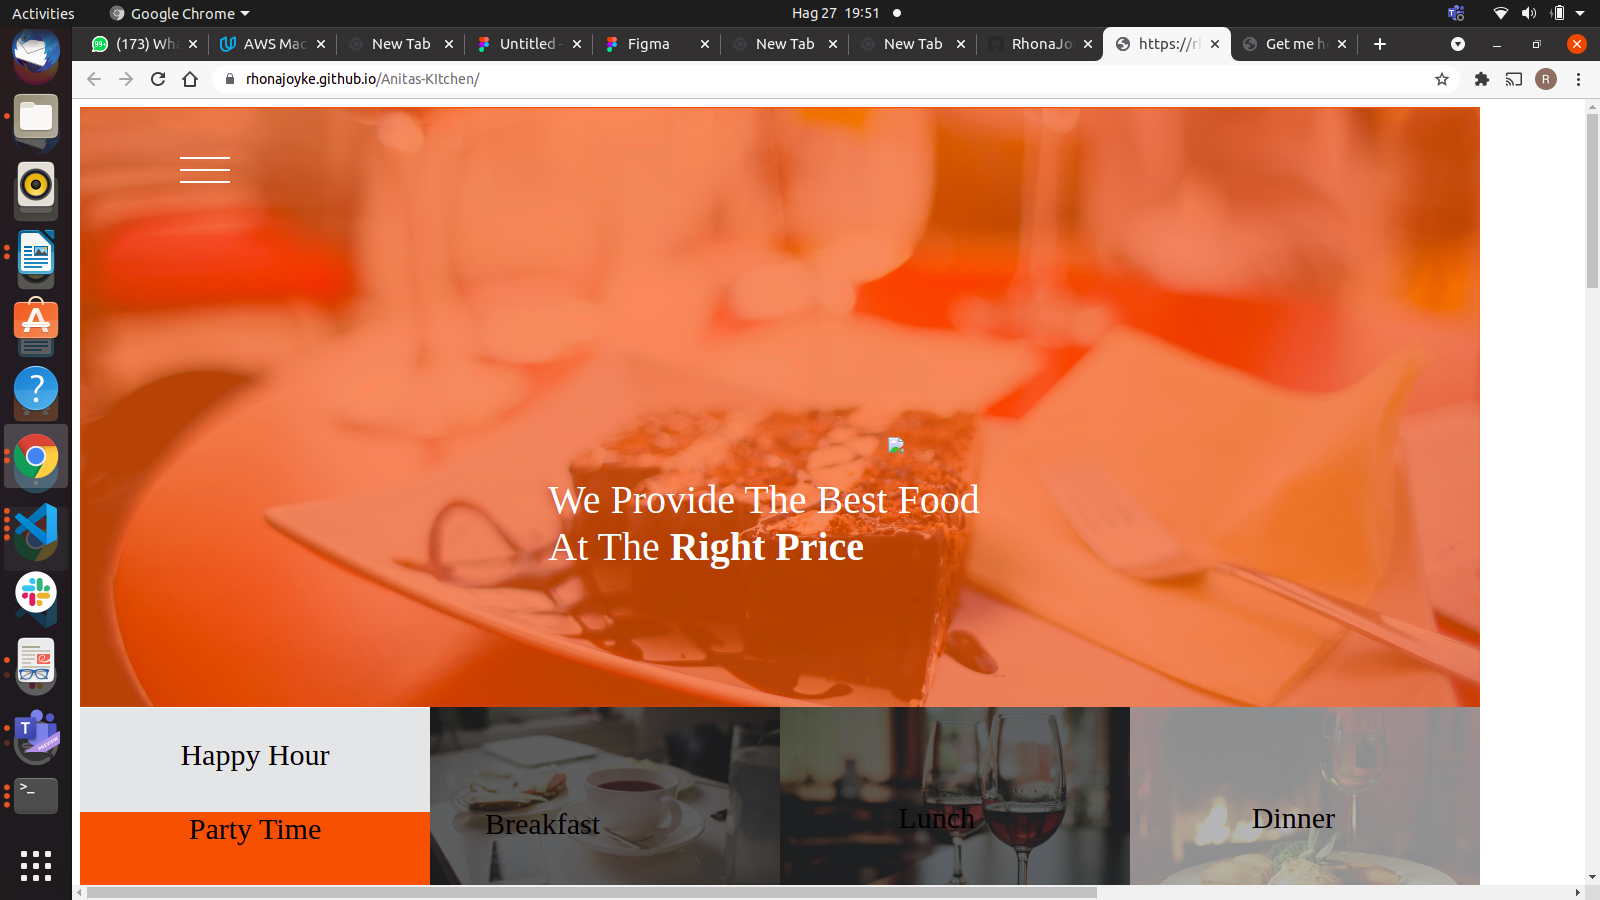 Activities
Google Chrome
Hag 27 19:51
(173) Wha
AWS Mac
New Tab
Untitled -
Figma
New Tab
New Tab
RhonaJo
https://rh
Get me h
rhonajoyke.github.io/Anitas-KItchen/
R
We Provide The Best Food
At The Right Price
Happy Hour
Party Time
Breakfast
Lunch
Dinner